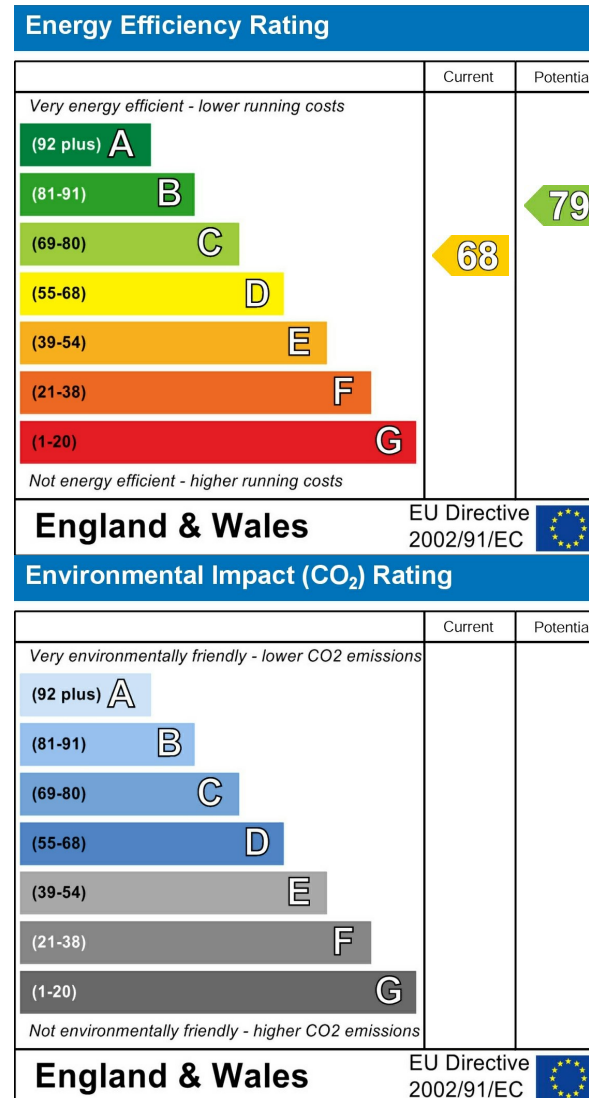 Energy Efficiency Rating
Current Potentia
Very energy efficient - lower running costs
(92 plus) A
(81-91) B
79
(69-80) C
68
(55-68) D
(39-54) E
(21-38) F
(1-20) G
Not energy efficient - higher running costs
England & Wales
EU Directive
2002/91/EC
Environmental Impact (CO₂) Rating
Current Potentia
Very environmentally friendly - lower CO2 emissions
(92 plus) A
(81-91) B
(69-80) C
(55-68) D
(39-54) E
(21-38) F
(1-20) G
Not environmentally friendly - higher CO2 emissions
England & Wales
EU Directive
2002/91/EC